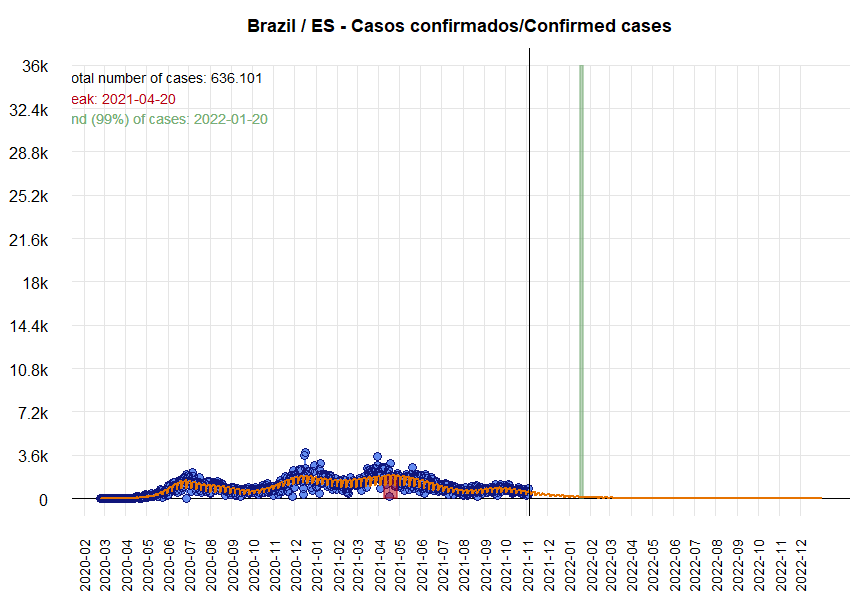 Brazil / ES - Casos confirmados/Confirmed cases
36k
32.4k
28.8k
25.2k
21.6k
18k
14.4k
10.8k
7.2k
3.6k
0
otal number of cases: 636.101
eak: 2021-04-20
nd (99%) of cases: 2022-01-20
2020-02
2020-03
2020-04
2020-05
2020-06
2020-07
2020-08
2020-09
2020-10
2020-11
2020-12
2021-01
2021-02
2021-03
2021-04
2021-05
2021-06
2021-07
2021-08
2021-09
2021-10
2021-11
2021-12
2022-01
2022-02
2022-03
2022-04
2022-05
2022-06
2022-07
2022-08
2022-09
2022-10
2022-11
2022-12